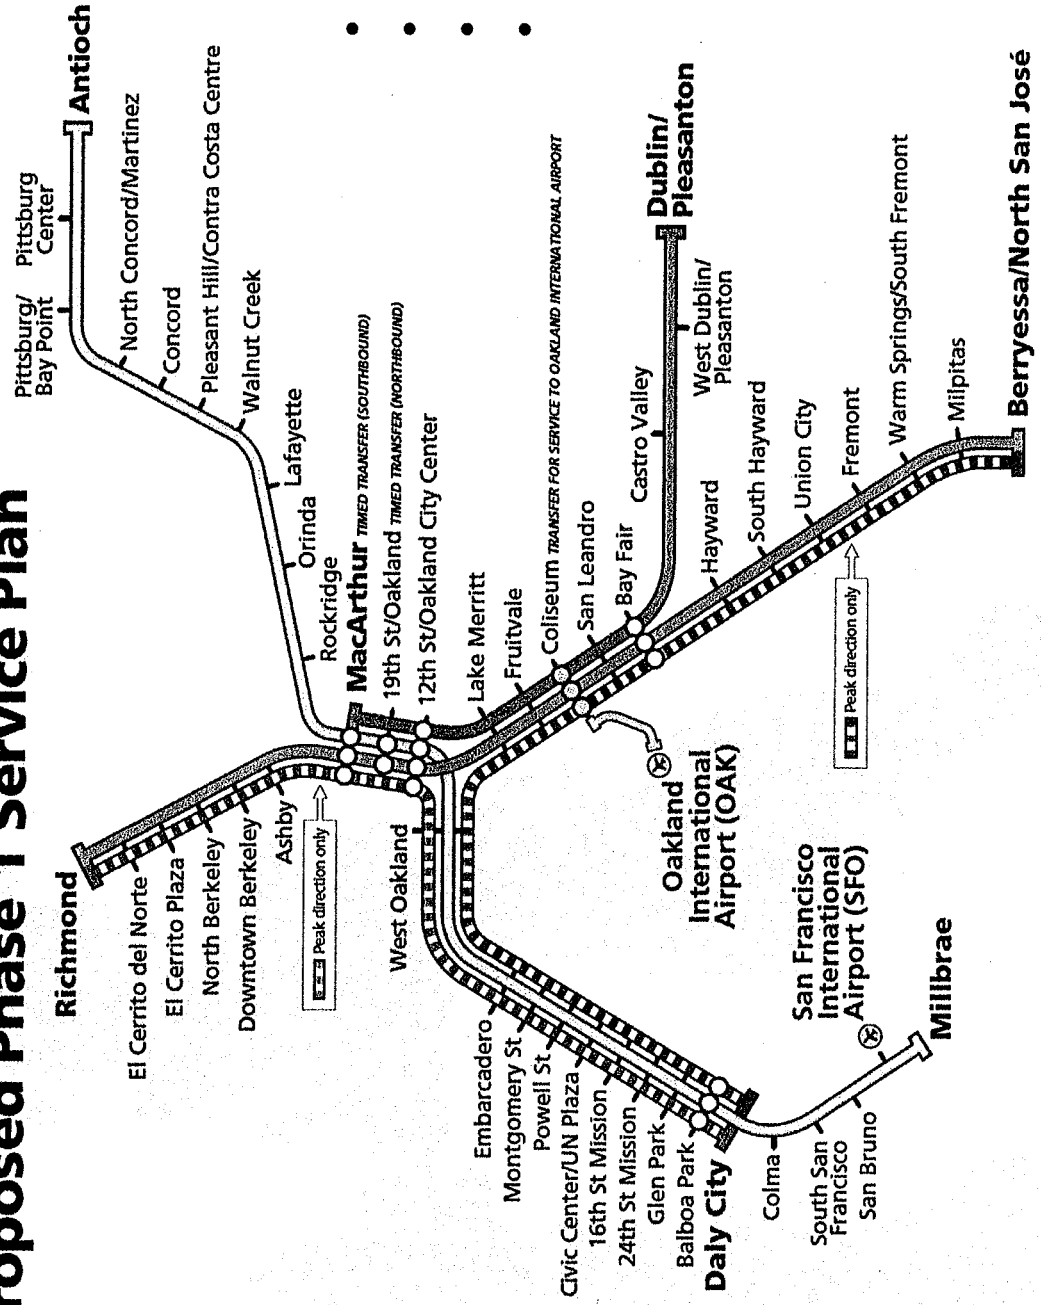 roposed Phase 1 Service Plan
Richmond
El Cerrito del Norte
El Cerrito Plaza
North Berkeley
Downtown Berkeley
Ashby
Peak direction only
Pittsburg/
Bay Point
Pittsburg
Center
Antioch
North Concord/Martinez
Concord
Pleasant Hill/Contra Costa Centre
Walnut Creek
Lafayette
Orinda
Rockridge
MacArthur TIMED TRANSFER (SOUTHBOUND)
19th St/Oakland TIMED TRANSFER (NORTHBOUND)
12th St/Oakland City Center
Lake Merritt
Fruitvale
Coliseum TRANSFER FOR SERVICE TO OAKLAND INTERNATIONAL AIRPORT
San Leandro
Bay Fair
Castro Valley
West Dublin/
Pleasanton
Dublin/
Pleasanton
Hayward
South Hayward
Union City
Fremont
Warm Springs/South Fremont
Milpitas
Berryessa/North San José
Peak direction only
Oakland
International
Airport (OAK)
West Oakland
Embarcadero
Montgomery St
Powell St
Civic Center/UN Plaza
16th St Mission
24th St Mission
Glen Park
Balboa Park
Daly City
Colma
South San
Francisco
San Bruno
San Francisco
International
Airport (SFO)
Millbrae